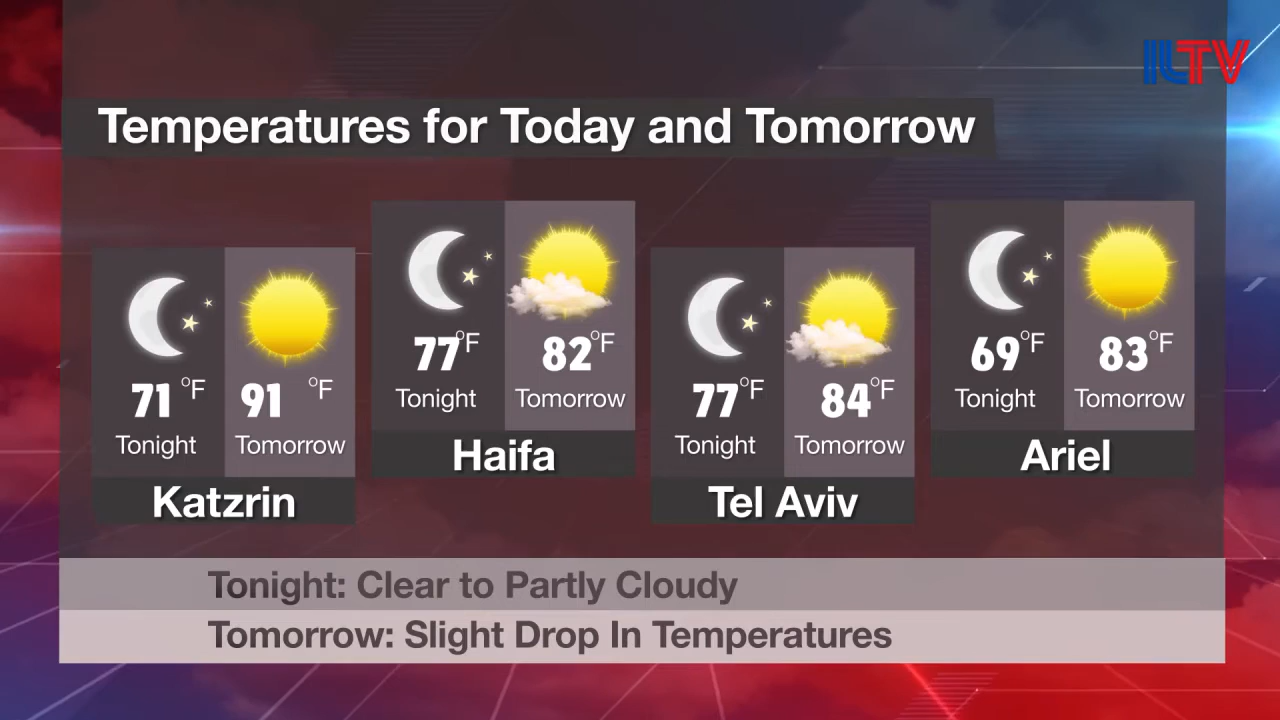 ILTV
Temperatures for Today and Tomorrow
71 °F
Tonight
91 °F
Tomorrow
Katzrin
77°F
Tonight
82°F
Tomorrow
Haifa
77°F
Tonight
84°F
Tomorrow
Tel Aviv
69°F
Tonight
83°F
Tomorrow
Ariel
Tonight: Clear to Partly Cloudy
Tomorrow: Slight Drop In Temperatures